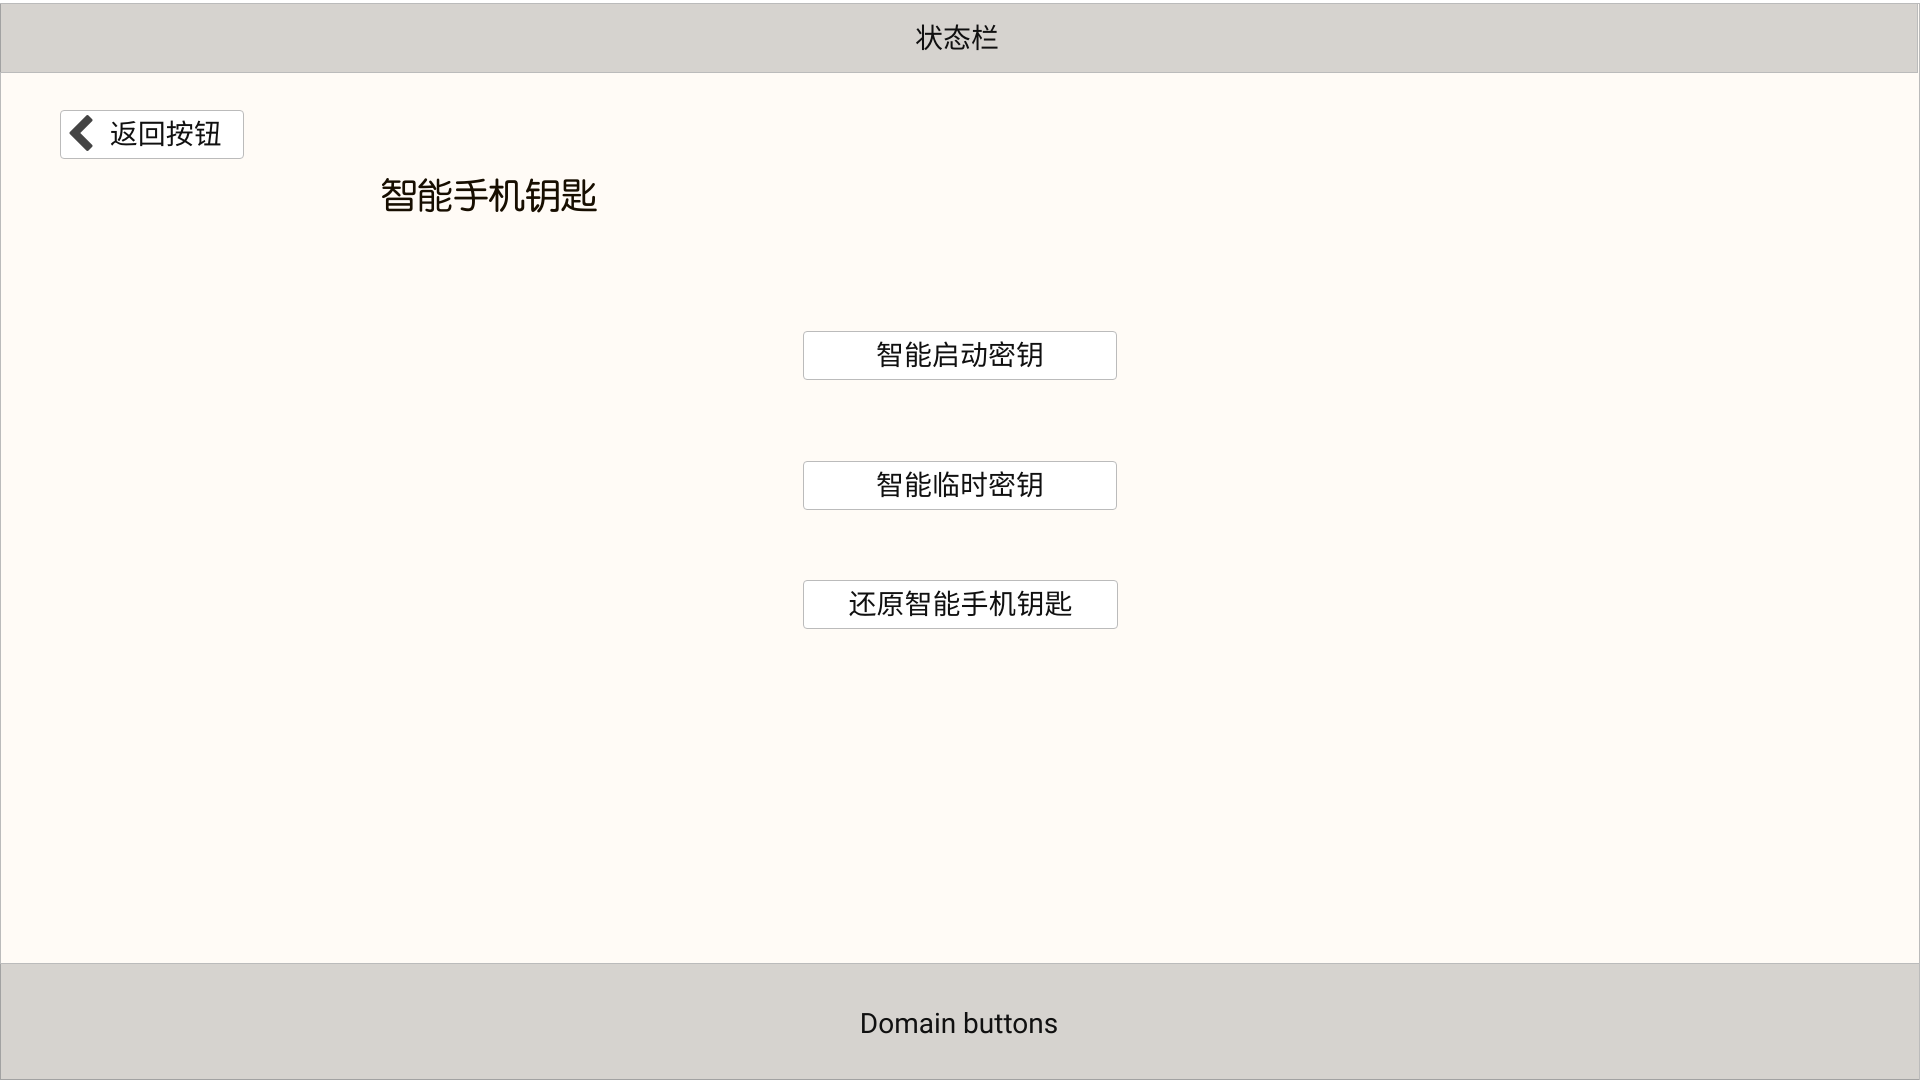 状态栏
返回按钮
智能手机钥匙
智能启动密钥
智能临时密钥
还原智能手机钥匙
Domain buttons